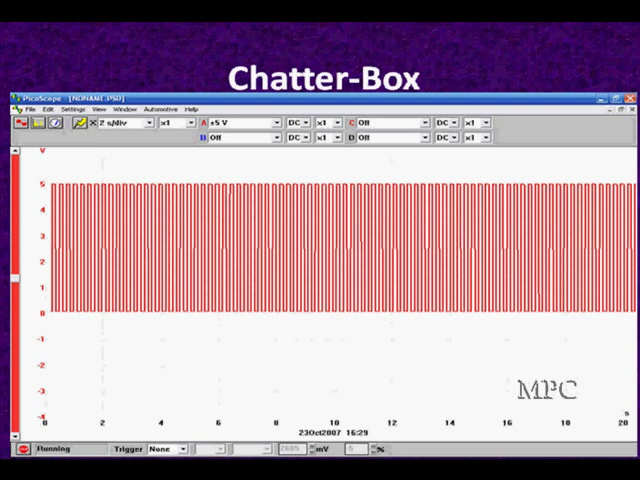 Chatter-Box
PicoScope - [NONAME.PSD]
File Edit Settings View Window Automotive Help
2 s/div x1 A ±5 V DC x1 C Off DC x1
B Off DC x1 D Off DC x1
V
5
4
3
2
1
0
-1
-2
-3
-4
MPC
s
0 2 4 6 8 10 12 14 16 18 20
23Oct2007 16:29
Running Trigger None 2605 mV 5 %